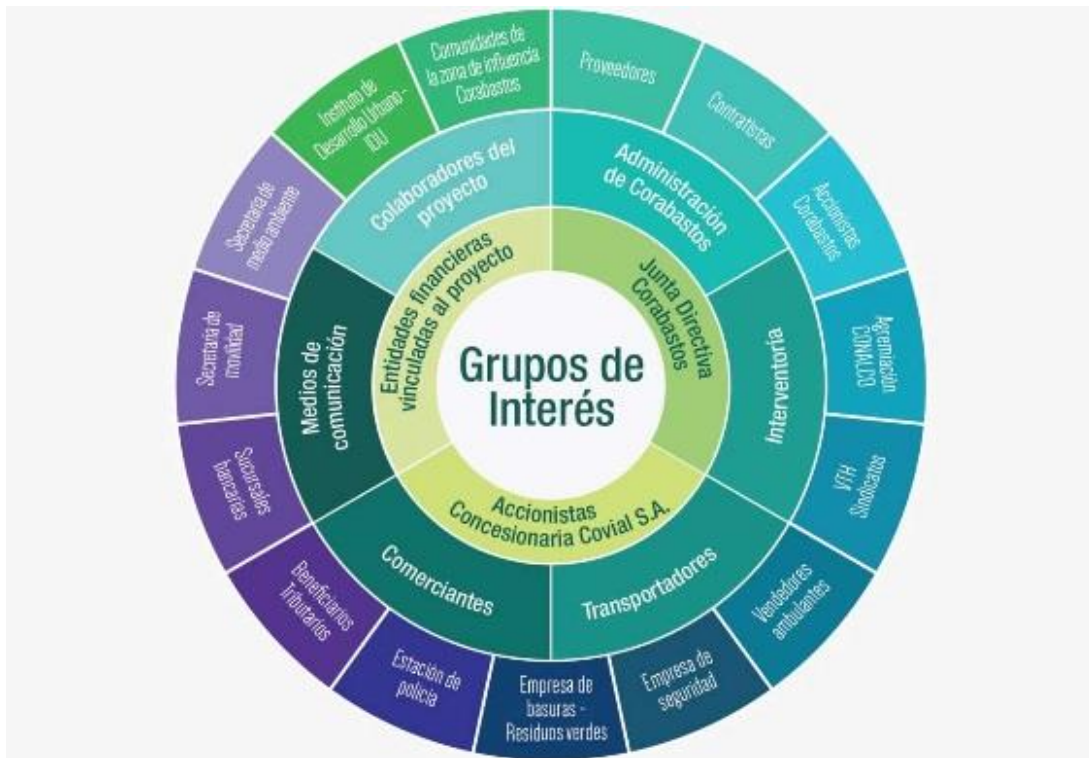 Grupos de
Interés
Junta Directiva
Corabastos
Accionistas
Concesionaria Covial S.A.
Entidades financieras
vinculadas al proyecto
Administración
de Corabastos
Interventoría
Transportadores
Comerciantes
Medios de
comunicación
Colaboradores del
proyecto
Proveedores
Contratistas
Accionistas
Corabastos
Agremiación
VTH
Sindicatos
Vendedores
ambulantes
Empresa de
seguridad
Empresa de
basuras -
Residuos verdes
Estación de
policía
Beneficiarios
Tributarios
Sucursales
bancarias
Secretaría de
movilidad
Secretaría de
medio ambiente
Instituto de
Desarrollo Urbano -
IDU
Comunidades de
la zona de influencia
Corabastos